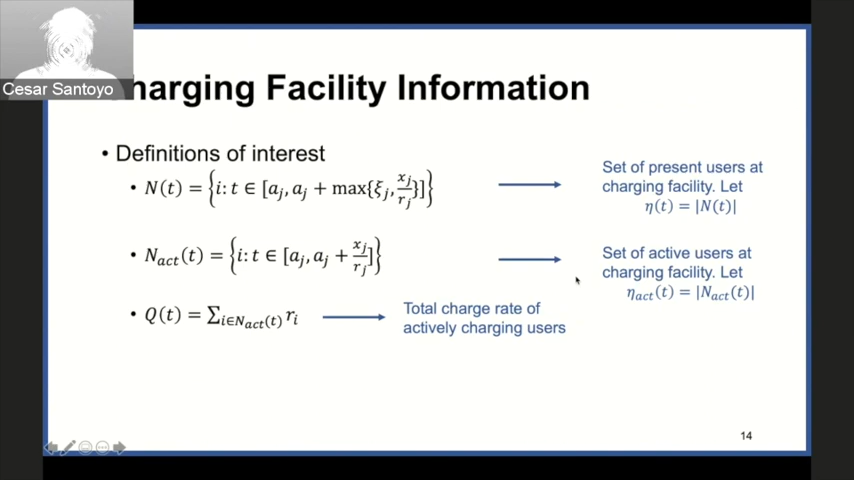 Cesar Santoyo
harging Facility Information
• Definitions of interest
• N(t) = {i: t ∈ [a_j, a_j + max{ξ_j, x_j/r_j}]}
Set of present users at
charging facility. Let
η(t) = |N(t)|
• N_act(t) = {i: t ∈ [a_j, a_j + x_j/r_j]}
Set of active users at
charging facility. Let
η_act(t) = |N_act(t)|
• Q(t) = ∑_{i∈N_act(t)} r_i
Total charge rate of
actively charging users
14